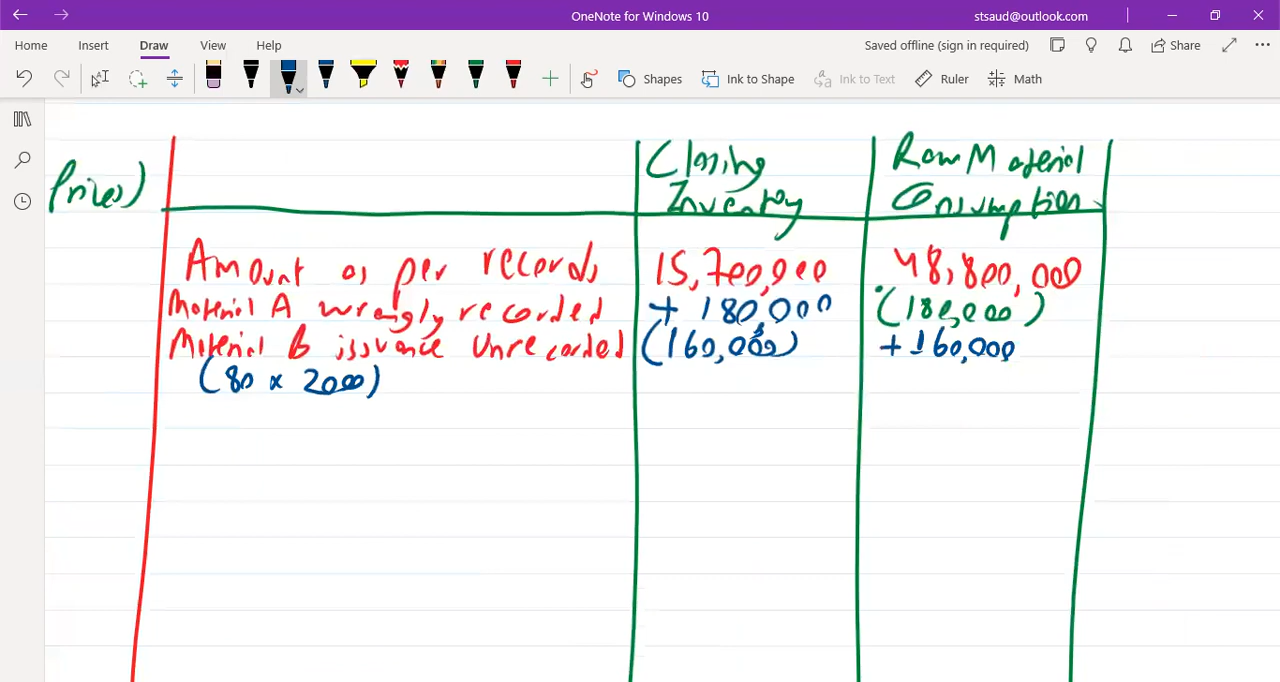 OneNote for Windows 10
stsaud@outlook.com
Home Insert Draw View Help
Saved offline (sign in required)
Share
Shapes Ink to Shape Ink to Text Ruler Math
Prices)
Closing Inventory
Raw Material Consumption
Amount as per records 15,700,000 48,800,000
Material A wrongly recorded + 180,000 (180,000)
Material B issuance Unrecorded (160,000) + 160,000
(80 x 2000)